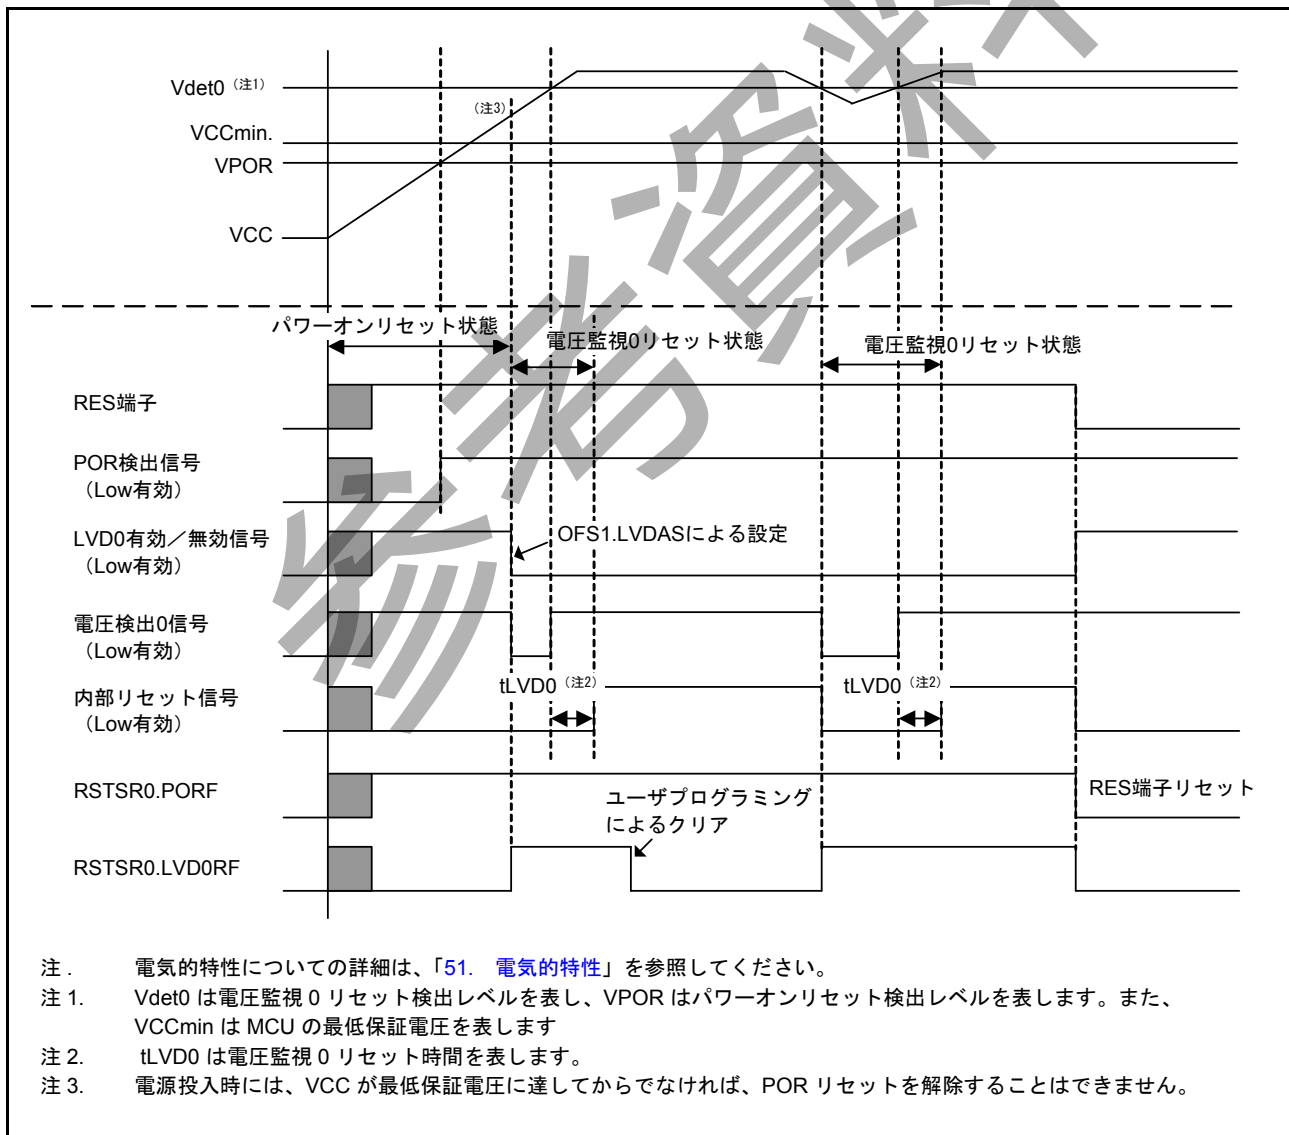 Vdet0（注1）
（注3）
VCCmin.
VPOR
VCC
パワーオンリセット状態
電圧監視0リセット状態
電圧監視0リセット状態
RES端子
POR検出信号
（Low有効）
LVD0有効／無効信号
（Low有効）
OFS1.LVDASによる設定
電圧検出0信号
（Low有効）
tLVD0（注2）
tLVD0（注2）
内部リセット信号
（Low有効）
RSTSR0.PORF
RES端子リセット
ユーザプログラミング
によるクリア
RSTSR0.LVD0RF
注 . 電気的特性についての詳細は、「51. 電気的特性」を参照してください。
注 1. Vdet0 は電圧監視 0 リセット検出レベルを表し、VPOR はパワーオンリセット検出レベルを表します。また、
VCCmin は MCU の最低保証電圧を表します
注 2. tLVD0 は電圧監視 0 リセット時間を表します。
注 3. 電源投入時には、VCC が最低保証電圧に達してからでなければ、POR リセットを解除することはできません。
参考資料